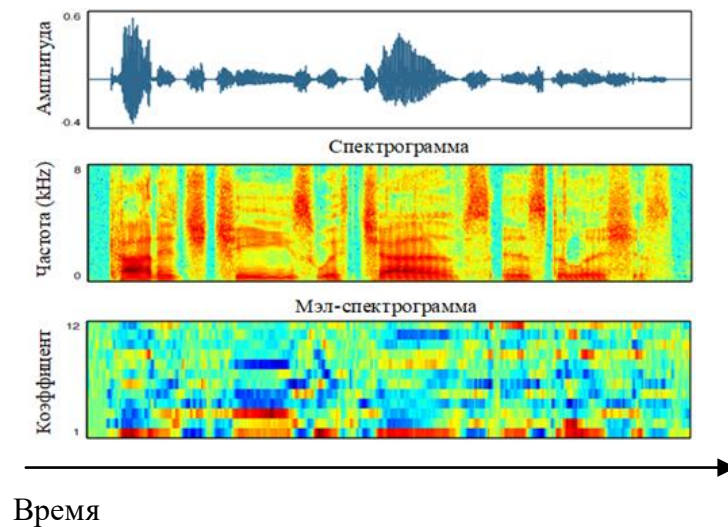 0.6
Амплитуда
-0.4
Спектрограмма
8
Частота (kHz)
0
Мэл-спектрограмма
12
Коэффицент
1
Время